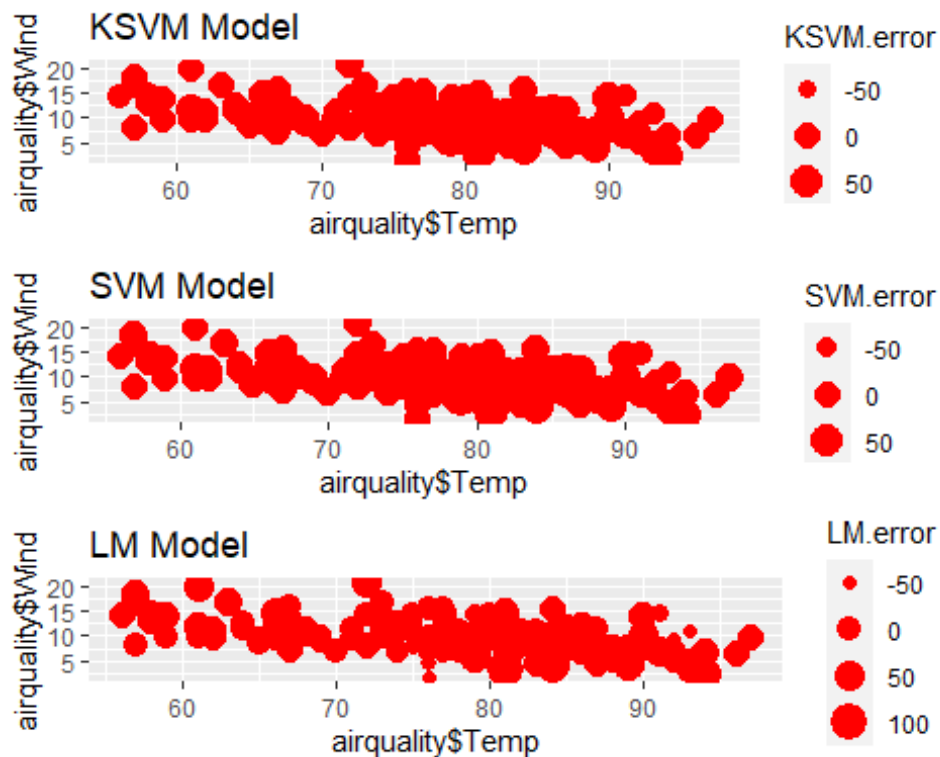 KSVM Model
airquality$Wind
20
15
10
5
60 70 80 90
airquality$Temp
KSVM.error
-50
0
50
SVM Model
airquality$Wind
20
15
10
5
60 70 80 90
airquality$Temp
SVM.error
-50
0
50
LM Model
airquality$Wind
20
15
10
5
60 70 80 90
airquality$Temp
LM.error
-50
0
50
100